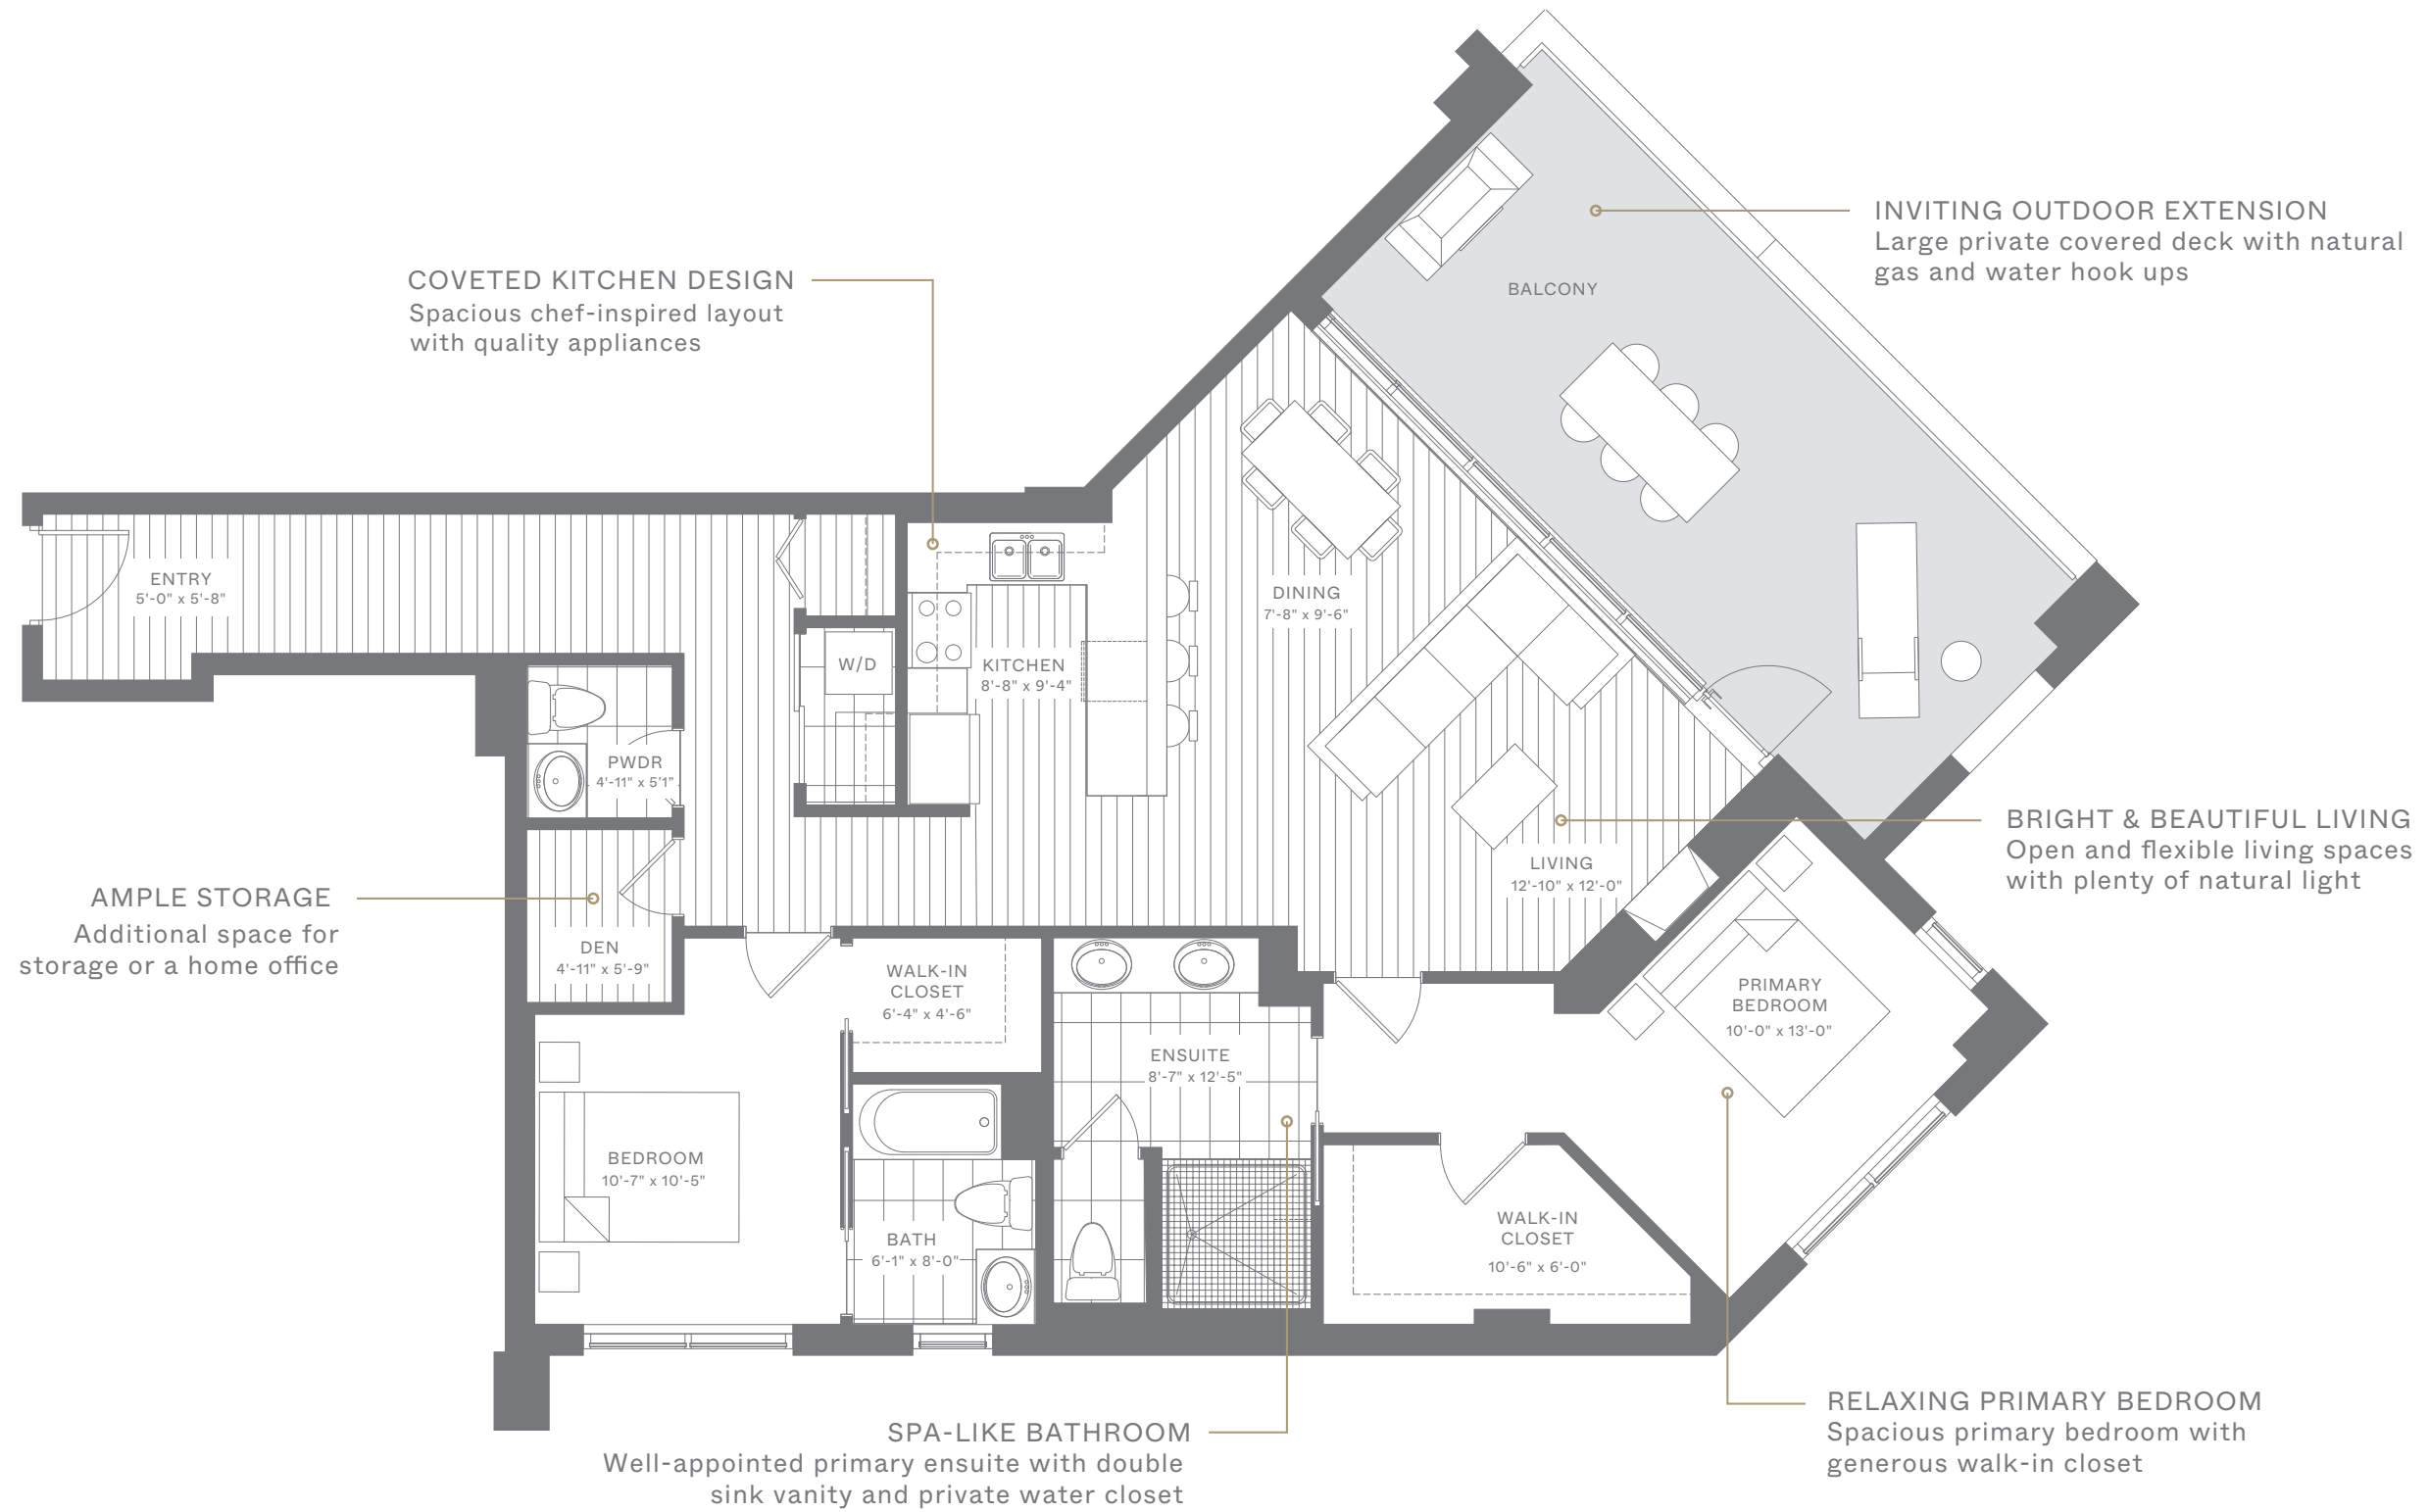 INVITING OUTDOOR EXTENSION
Large private covered deck with natural
gas and water hook ups
COVETED KITCHEN DESIGN
Spacious chef-inspired layout
with quality appliances
BALCONY
ENTRY
5'-0" x 5'-8"
DINING
7'-8" x 9'-6"
W/D
KITCHEN
8'-8" x 9'-4"
PWDR
4'-11" x 5'1"
BRIGHT & BEAUTIFUL LIVING
Open and flexible living spaces
with plenty of natural light
LIVING
12'-10" x 12'-0"
AMPLE STORAGE
Additional space for
storage or a home office
DEN
4'-11" x 5'-9"
WALK-IN
CLOSET
6'-4" x 4'-6"
PRIMARY
BEDROOM
10'-0" x 13'-0"
ENSUITE
8'-7" x 12'-5"
BEDROOM
10'-7" x 10'-5"
BATH
6'-1" x 8'-0"
WALK-IN
CLOSET
10'-6" x 6'-0"
RELAXING PRIMARY BEDROOM
Spacious primary bedroom with
generous walk-in closet
SPA-LIKE BATHROOM
Well-appointed primary ensuite with double
sink vanity and private water closet